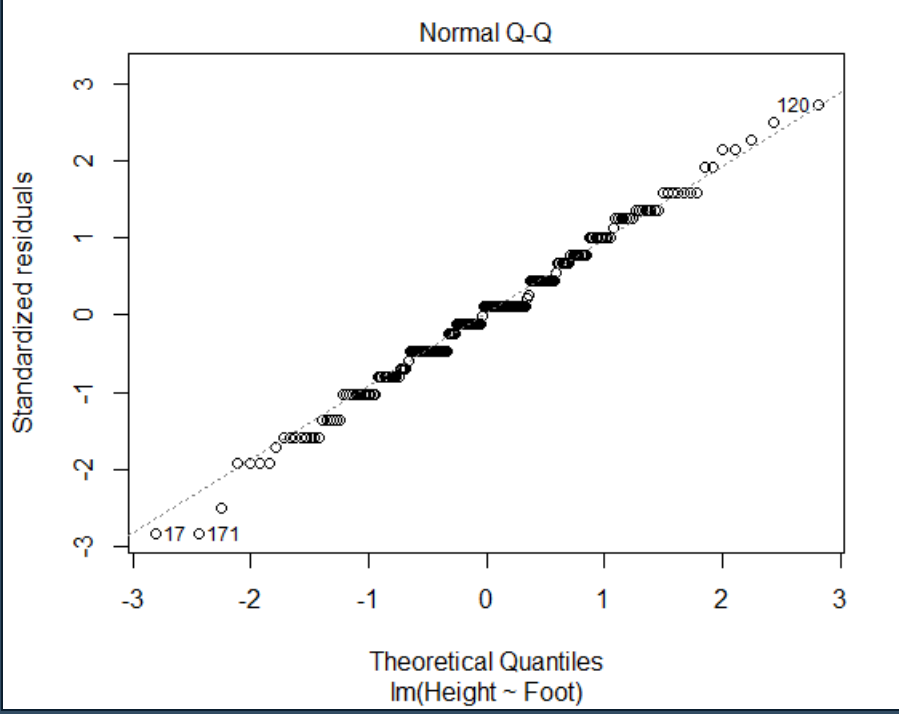 Normal Q-Q
Standardized residuals
3
2
1
0
-1
-2
-3
120
17
171
-3 -2 -1 0 1 2 3
Theoretical Quantiles
lm(Height ~ Foot)